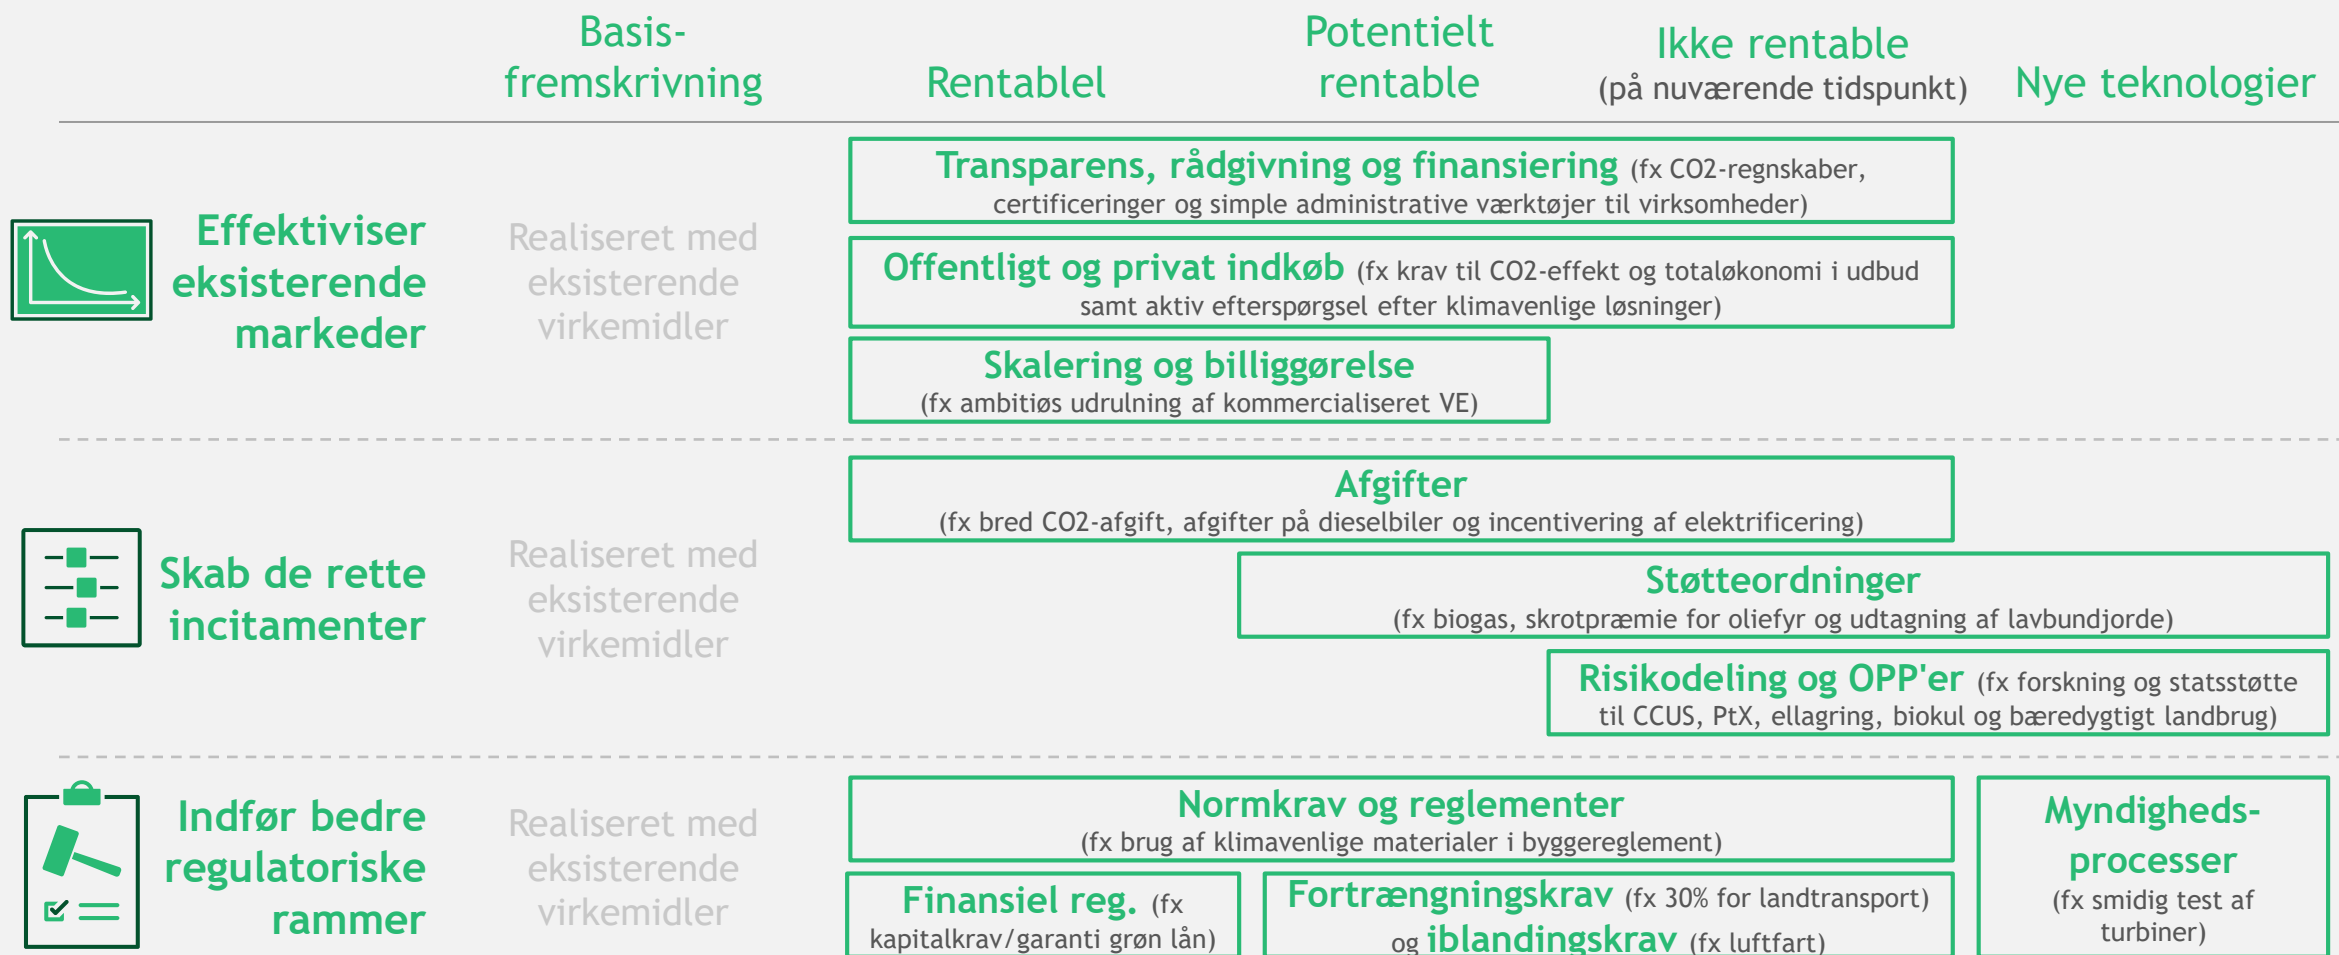 Basis-
fremskrivning
Rentablel
Potentielt
rentable
Ikke rentable
(på nuværende tidspunkt)
Nye teknologier
Effektiviser
eksisterende
markeder
Realiseret med
eksisterende
virkemidler
Transparens, rådgivning og finansiering (fx CO2-regnskaber,
certificeringer og simple administrative værktøjer til virksomheder)
Offentligt og privat indkøb (fx krav til CO2-effekt og totaløkonomi i udbud
samt aktiv efterspørgsel efter klimavenlige løsninger)
Skalering og billiggørelse
(fx ambitiøs udrulning af kommercialiseret VE)
Skab de rette
incitamenter
Realiseret med
eksisterende
virkemidler
Afgifter
(fx bred CO2-afgift, afgifter på dieselbiler og incentivering af elektrificering)
Støtteordninger
(fx biogas, skrotpræmie for oliefyr og udtagning af lavbundjorde)
Risikodeling og OPP'er (fx forskning og statsstøtte
til CCUS, PtX, ellagring, biokul og bæredygtigt landbrug)
Indfør bedre
regulatoriske
rammer
Realiseret med
eksisterende
virkemidler
Normkrav og reglementer
(fx brug af klimavenlige materialer i byggereglement)
Finansiel reg. (fx
kapitalkrav/garanti grøn lån)
Fortrængningskrav (fx 30% for landtransport)
og iblandingskrav (fx luftfart)
Myndigheds-
processer
(fx smidig test af
turbiner)